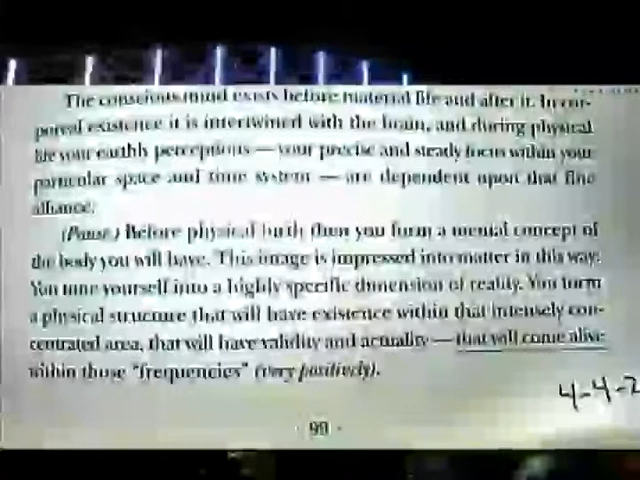 The conscious mind exists before material life and after it. In cor-
poreal existence it is intertwined with the brain, and during physical
life your earthly perceptions — your precise and steady focus within your
particular space and time system — are dependent upon that fine
alliance.
(Pause.) Before physical birth then you form a mental concept of
the body you will have. This image is impressed into matter in this way:
You tune yourself into a highly specific dimension of reality. You form
a physical structure that will have existence within that intensely con-
centrated area, that will have validity and actuality — that will come alive
within those "frequencies" (very positively).
4-4-2
· 99 ·